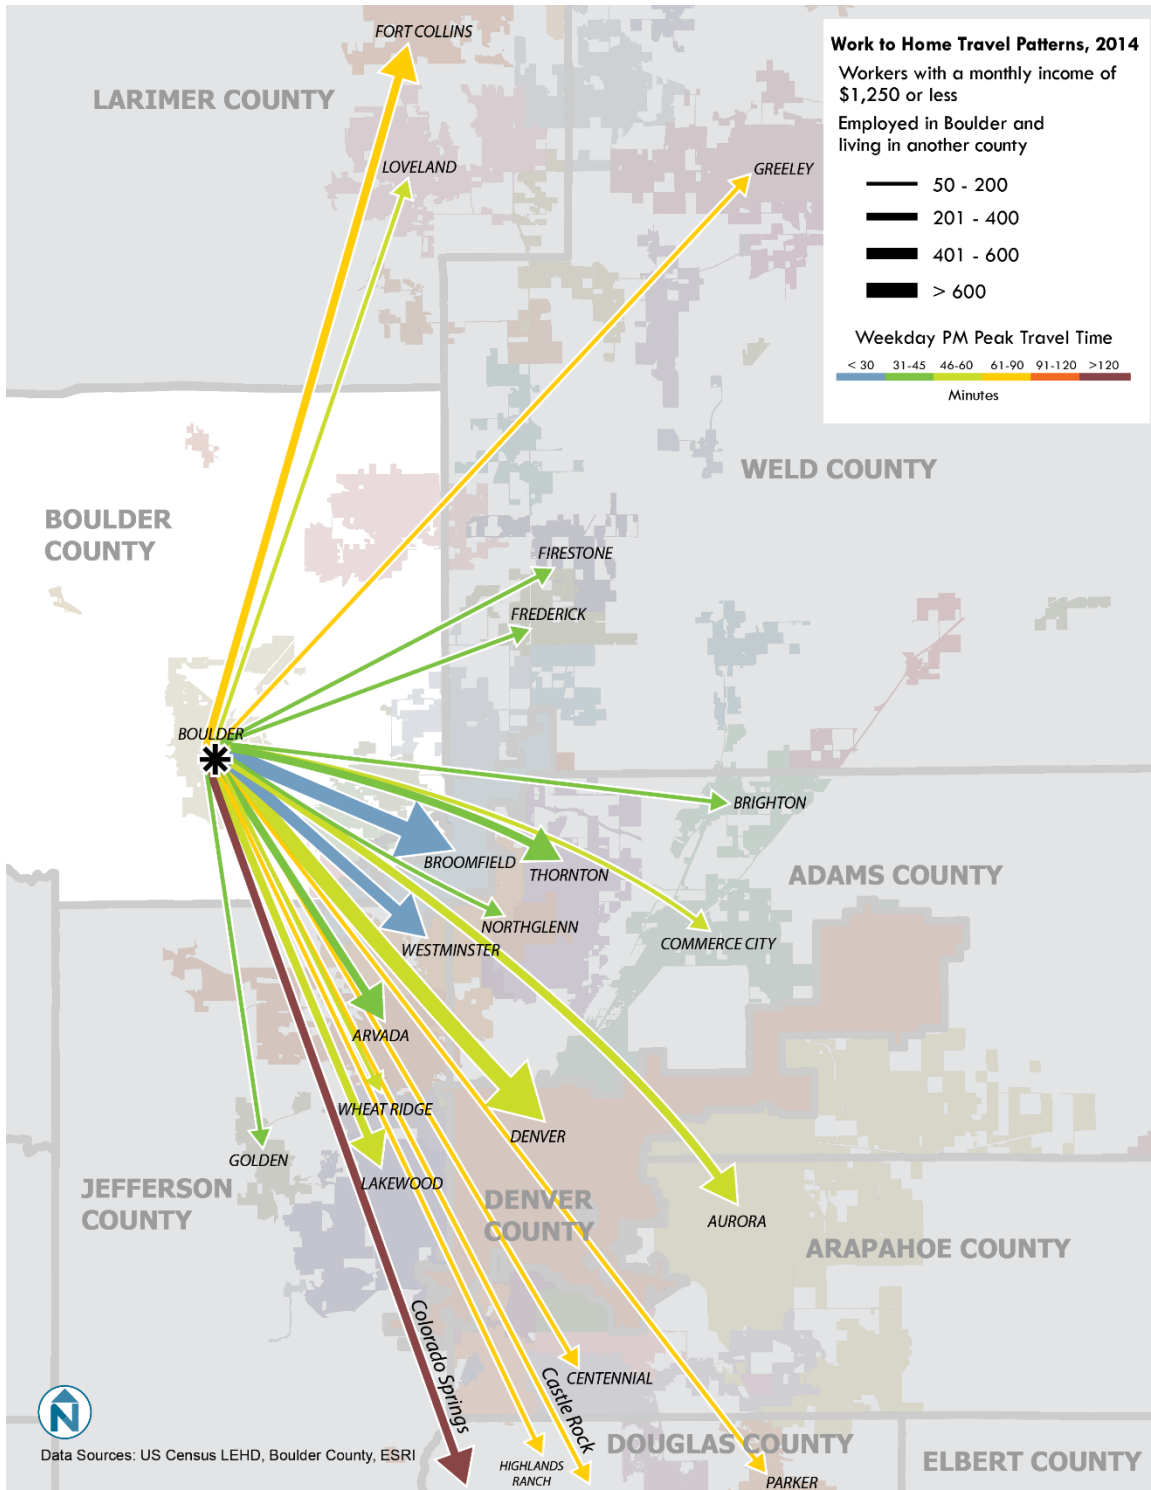 FORT COLLINS
Work to Home Travel Patterns, 2014
Workers with a monthly income of
$1,250 or less
Employed in Boulder and
living in another county
50 - 200
201 - 400
401 - 600
> 600
Weekday PM Peak Travel Time
< 30 31-45 46-60 61-90 91-120 >120
Minutes
LARIMER COUNTY
LOVELAND
GREELEY
WELD COUNTY
BOULDER
COUNTY
FIRESTONE
FREDERICK
BOULDER
BRIGHTON
BROOMFIELD
THORNTON
ADAMS COUNTY
NORTHGLENN
COMMERCE CITY
WESTMINSTER
ARVADA
WHEAT RIDGE
DENVER
GOLDEN
LAKEWOOD
JEFFERSON
COUNTY
DENVER
COUNTY
AURORA
ARAPAHOE COUNTY
Colorado Springs
Castle Rock
CENTENNIAL
N
DOUGLAS COUNTY
Data Sources: US Census LEHD, Boulder County, ESRI
HIGHLANDS
RANCH
PARKER
ELBERT COUNTY